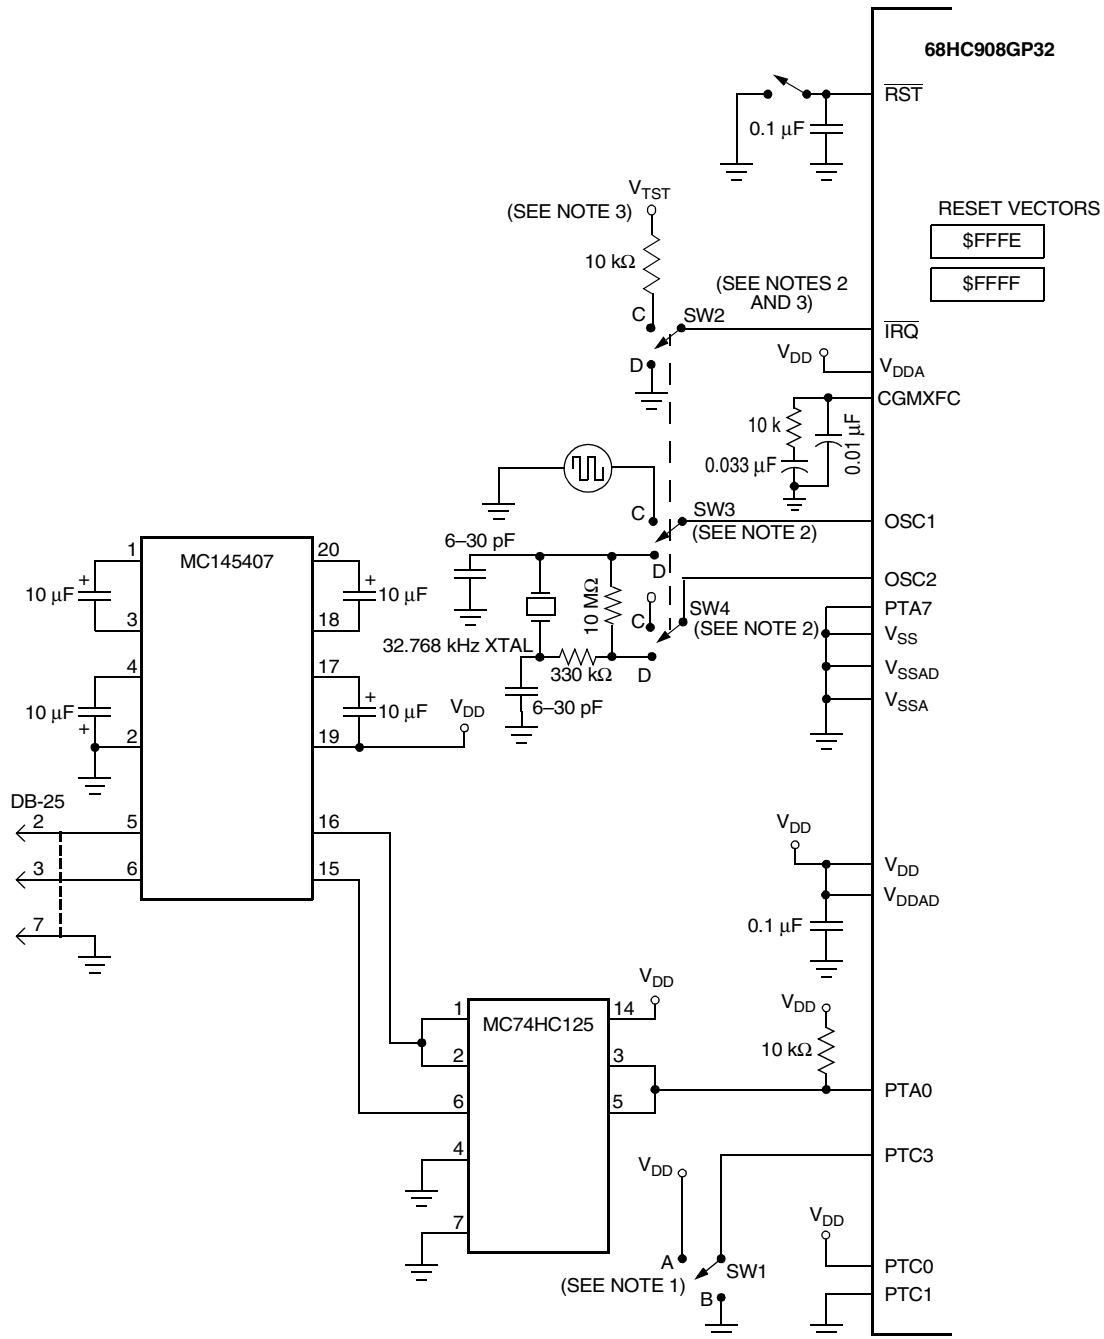 68HC908GP32
RST
0.1 µF
VTST
(SEE NOTE 3)
10 kΩ
RESET VECTORS
$FFFE
$FFFF
(SEE NOTES 2
AND 3)
C
SW2
IRQ
D
VDD
VDDA
CGMXFC
10 k
0.01 µF
0.033 µF
C
SW3
(SEE NOTE 2)
OSC1
D
6–30 pF
10 MΩ
OSC2
C
SW4
(SEE NOTE 2)
PTA7
VSS
32.768 kHz XTAL
330 kΩ
D
VSSAD
6–30 pF
VSSA
MC145407
1
20
10 µF
+
+
10 µF
3
18
4
17
10 µF
+
+
10 µF
VDD
2
19
DB-25
2
5
16
3
6
15
7
VDD
VDD
VDDAD
0.1 µF
MC74HC125
1
14
VDD
2
3
VDD
10 kΩ
6
5
PTA0
4
7
VDD
PTC3
A
SW1
(SEE NOTE 1)
B
VDD
PTC0
PTC1